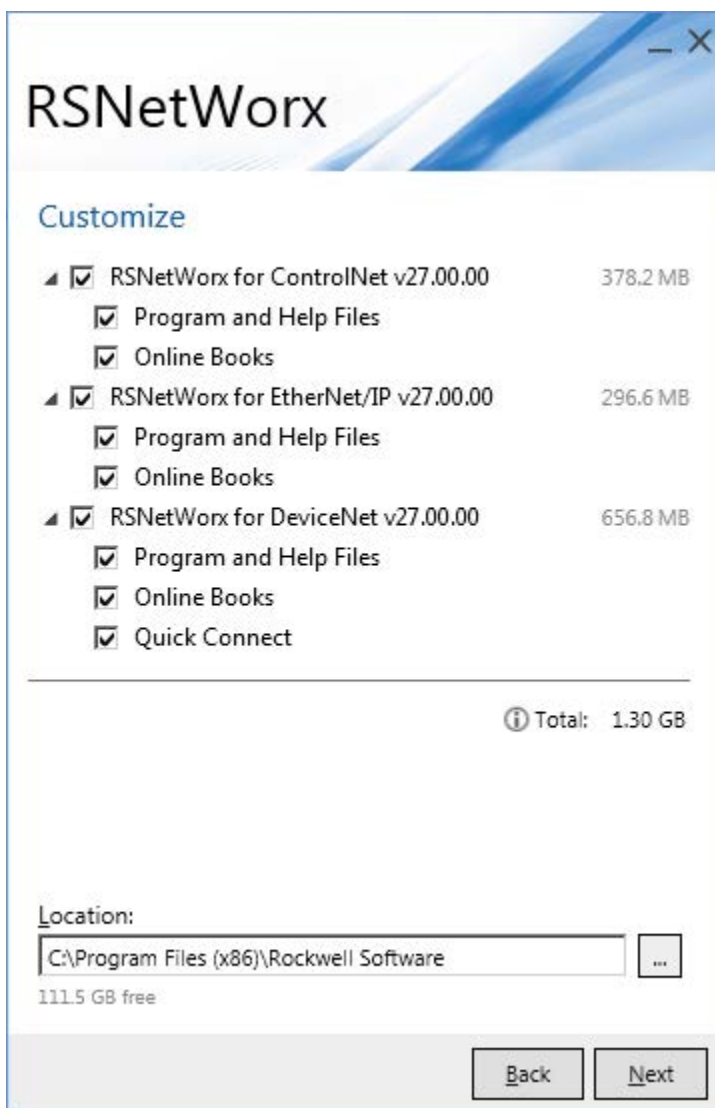 RSNetWorx
Customize
RSNetWorx for ControlNet v27.00.00 378.2 MB
Program and Help Files
Online Books
RSNetWorx for EtherNet/IP v27.00.00 296.6 MB
Program and Help Files
Online Books
RSNetWorx for DeviceNet v27.00.00 656.8 MB
Program and Help Files
Online Books
Quick Connect
Total: 1.30 GB
Location:
C:\Program Files (x86)\Rockwell Software ...
111.5 GB free
Back Next